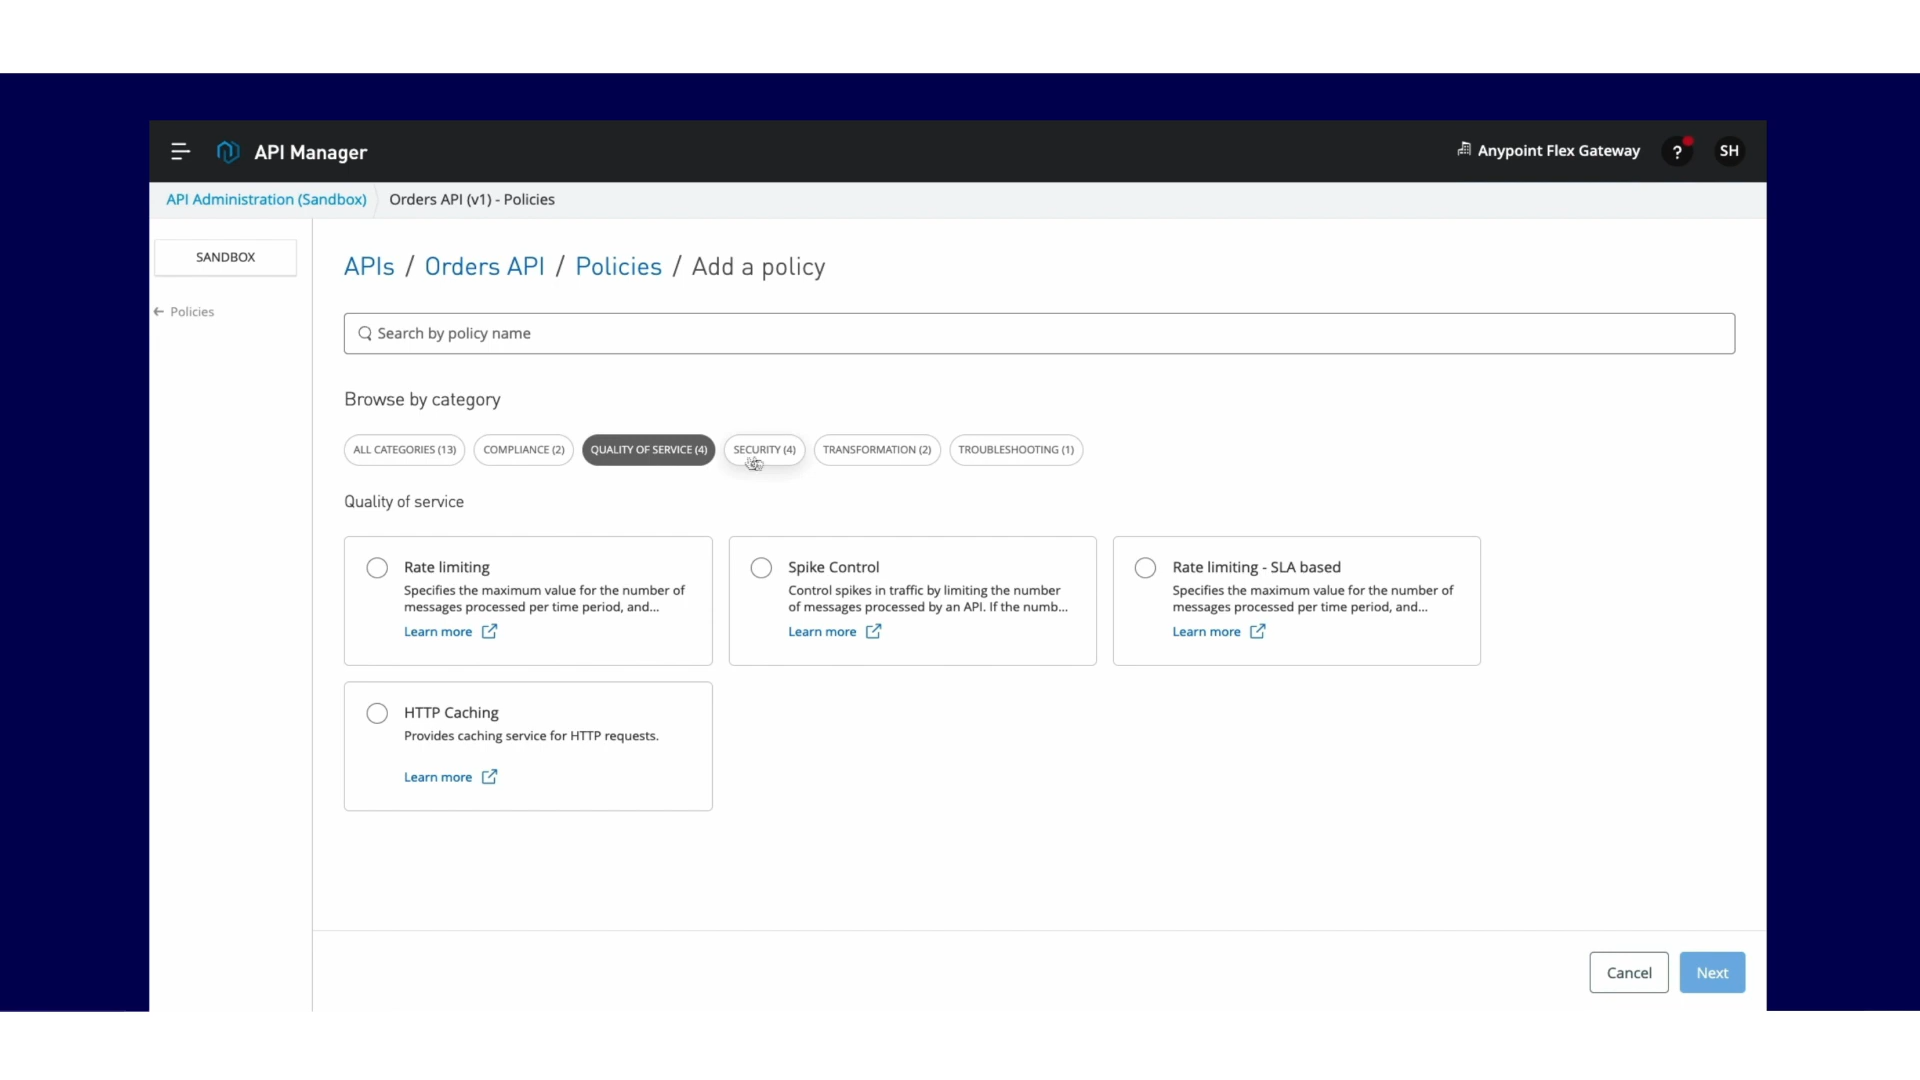 API Manager
Anypoint Flex Gateway
?
SH
API Administration (Sandbox)
Orders API (v1) - Policies
SANDBOX
Policies
APIs / Orders API / Policies / Add a policy
Search by policy name
Browse by category
ALL CATEGORIES (13)
COMPLIANCE (2)
QUALITY OF SERVICE (4)
SECURITY (4)
TRANSFORMATION (2)
TROUBLESHOOTING (1)
Quality of service
Rate limiting
Specifies the maximum value for the number of
messages processed per time period, and...
Learn more
Spike Control
Control spikes in traffic by limiting the number
of messages processed by an API. If the numb...
Learn more
Rate limiting - SLA based
Specifies the maximum value for the number of
messages processed per time period, and...
Learn more
HTTP Caching
Provides caching service for HTTP requests.
Learn more
Cancel
Next